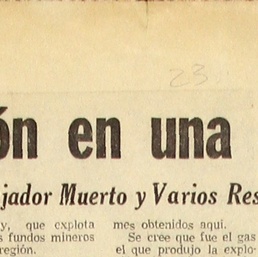 23
ón en una
jador Muerto y Varios Res
y, que explota
s fundos mineros
región.
mes obtenidos aquí.
Se cree que fue el gas
el que produjo la explo-